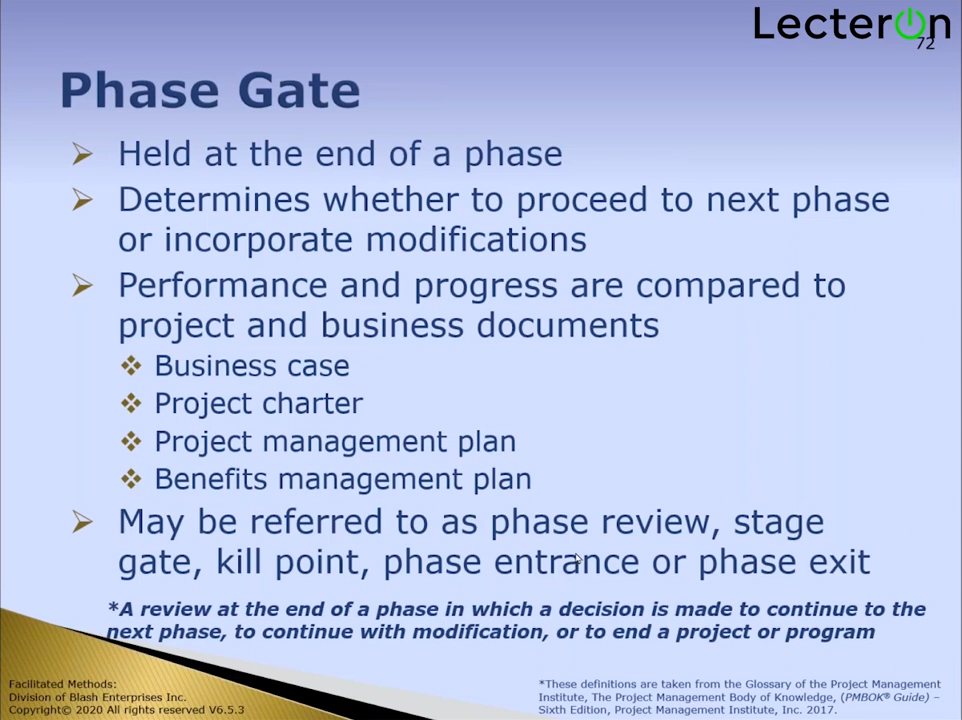 Lecteron
72
Phase Gate
Held at the end of a phase
Determines whether to proceed to next phase
or incorporate modifications
Performance and progress are compared to
project and business documents
Business case
Project charter
Project management plan
Benefits management plan
May be referred to as phase review, stage
gate, kill point, phase entrance or phase exit
*A review at the end of a phase in which a decision is made to continue to the
next phase, to continue with modification, or to end a project or program
Facilitated Methods:
Division of Blash Enterprises Inc.
Copyright© 2020 All rights reserved V6.5.3
*These definitions are taken from the Glossary of the Project Management
Institute, The Project Management Body of Knowledge, (PMBOK® Guide) –
Sixth Edition, Project Management Institute, Inc. 2017.